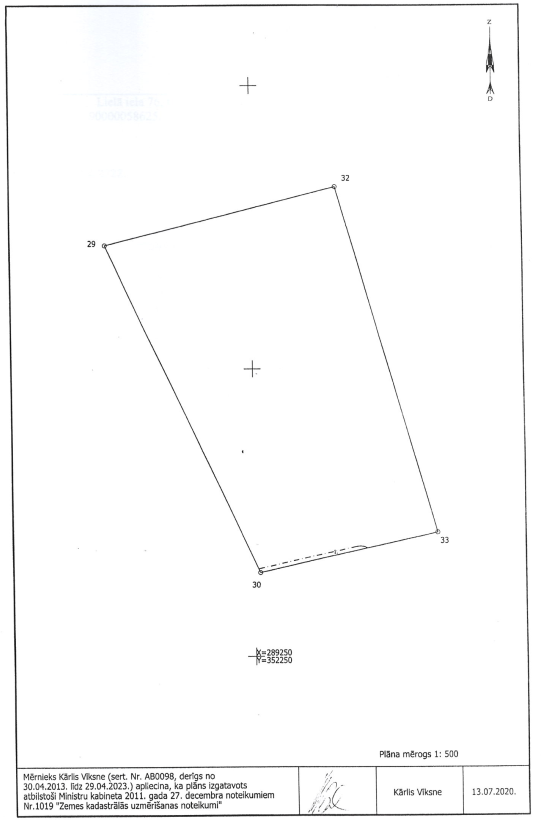 Z
D
32
29
33
30
X=289250
Y=352250
Plāna mērogs 1: 500
Mērnieks Kārlis Vīksne (sert. Nr. AB0098, derīgs no
30.04.2013. līdz 29.04.2023.) apliecina, ka plāns izgatavots
atbilstoši Ministru kabineta 2011. gada 27. decembra noteikumiem
Nr.1019 "Zemes kadastrālās uzmērīšanas noteikumi"
Kārlis Vīksne
13.07.2020.